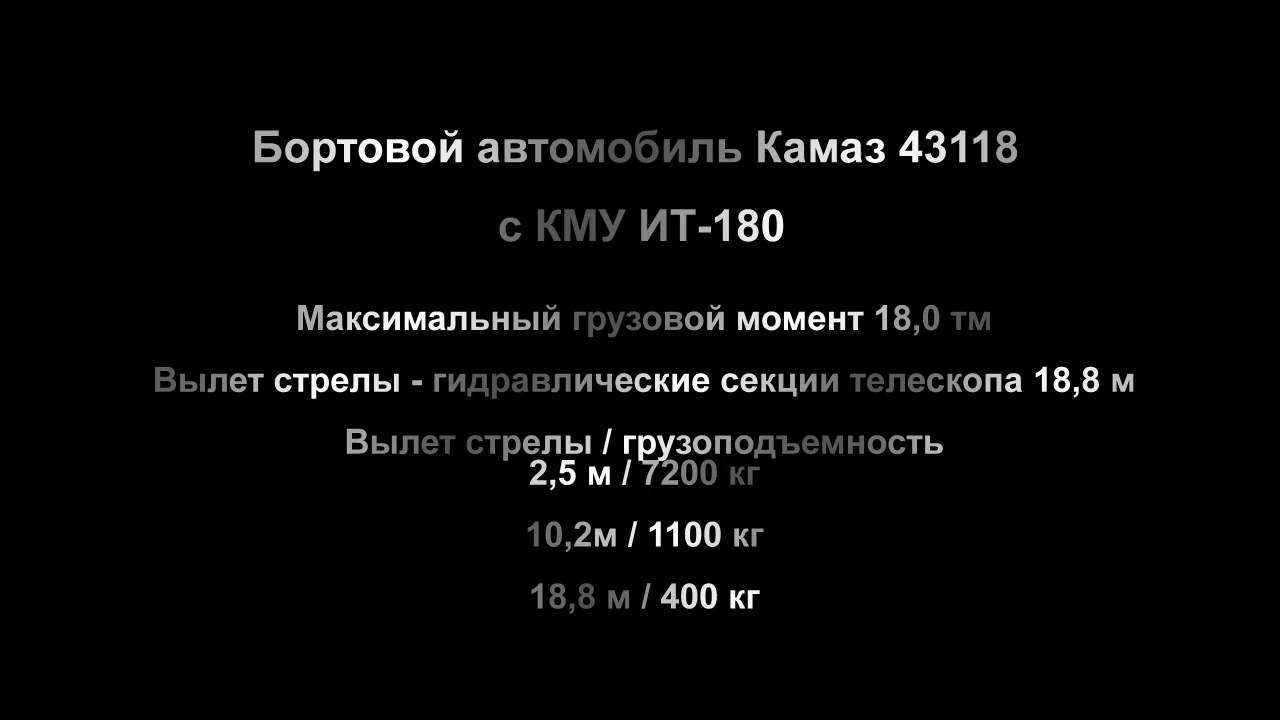 Бортовой автомобиль Камаз 43118
с КМУ ИТ-180
Максимальный грузовой момент 18,0 тм
Вылет стрелы - гидравлические секции телескопа 18,8 м
Вылет стрелы / грузоподъемность
2,5 м / 7200 кг
10,2м / 1100 кг
18,8 м / 400 кг